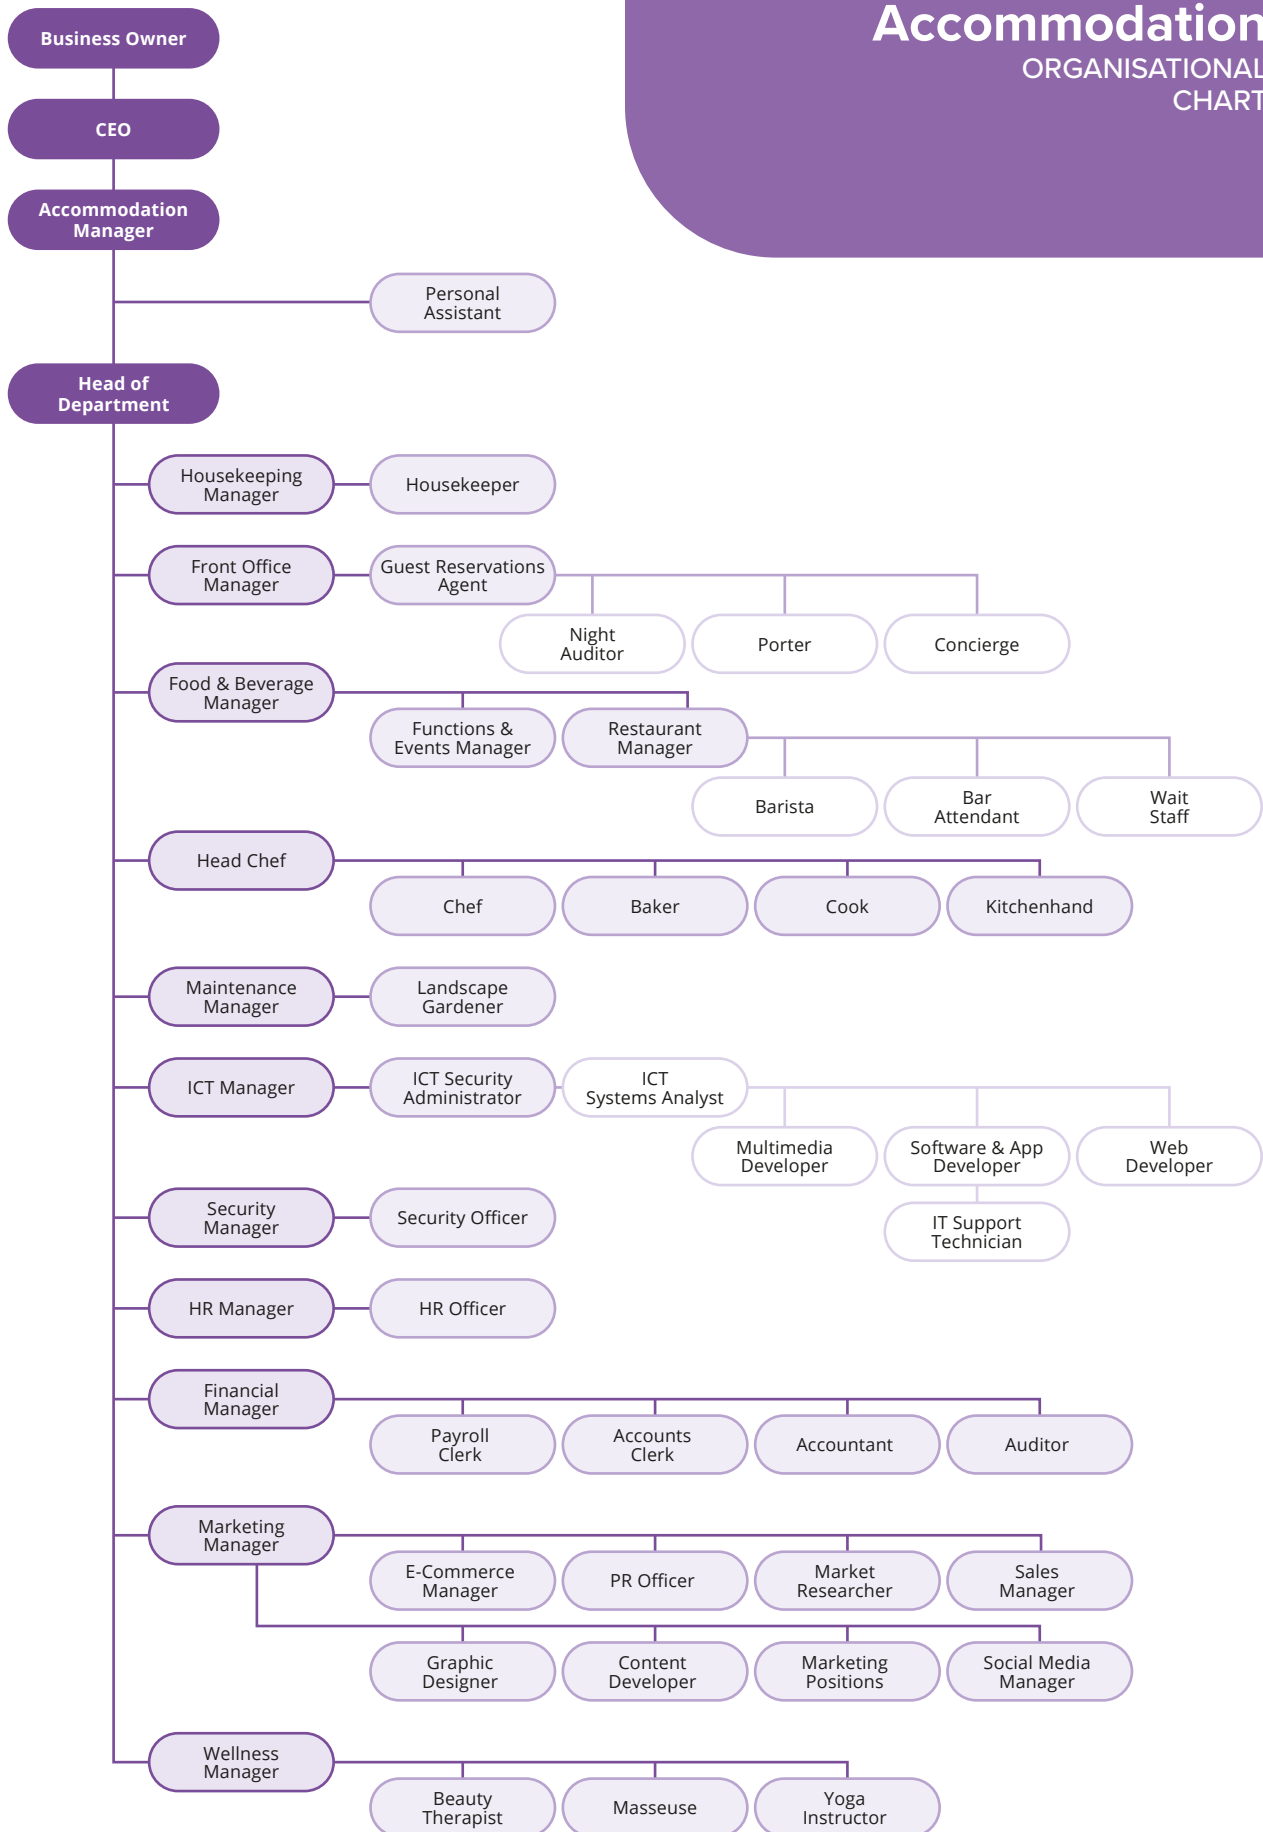 Accommodation
ORGANISATIONAL
CHART
Business Owner
CEO
Accommodation
Manager
Personal
Assistant
Head of
Department
Housekeeping
Manager
Housekeeper
Front Office
Manager
Guest Reservations
Agent
Night
Auditor
Porter
Concierge
Food & Beverage
Manager
Functions &
Events Manager
Restaurant
Manager
Barista
Bar
Attendant
Wait
Staff
Head Chef
Chef
Baker
Cook
Kitchenhand
Maintenance
Manager
Landscape
Gardener
ICT Manager
ICT Security
Administrator
ICT
Systems Analyst
Multimedia
Developer
Software & App
Developer
Web
Developer
IT Support
Technician
Security
Manager
Security Officer
HR Manager
HR Officer
Financial
Manager
Payroll
Clerk
Accounts
Clerk
Accountant
Auditor
Marketing
Manager
E-Commerce
Manager
PR Officer
Market
Researcher
Sales
Manager
Graphic
Designer
Content
Developer
Marketing
Positions
Social Media
Manager
Wellness
Manager
Beauty
Therapist
Masseuse
Yoga
Instructor